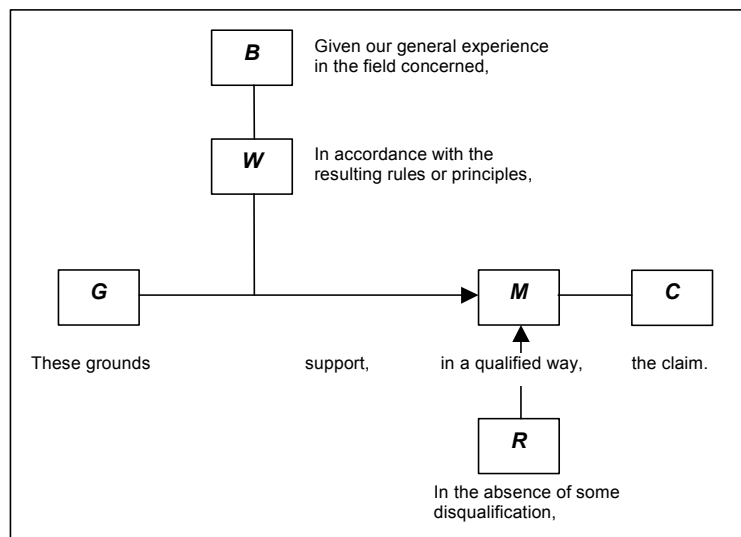 B
Given our general experience
in the field concerned,
W
In accordance with the
resulting rules or principles,
G
M
C
These grounds support, in a qualified way, the claim.
R
In the absence of some
disqualification,